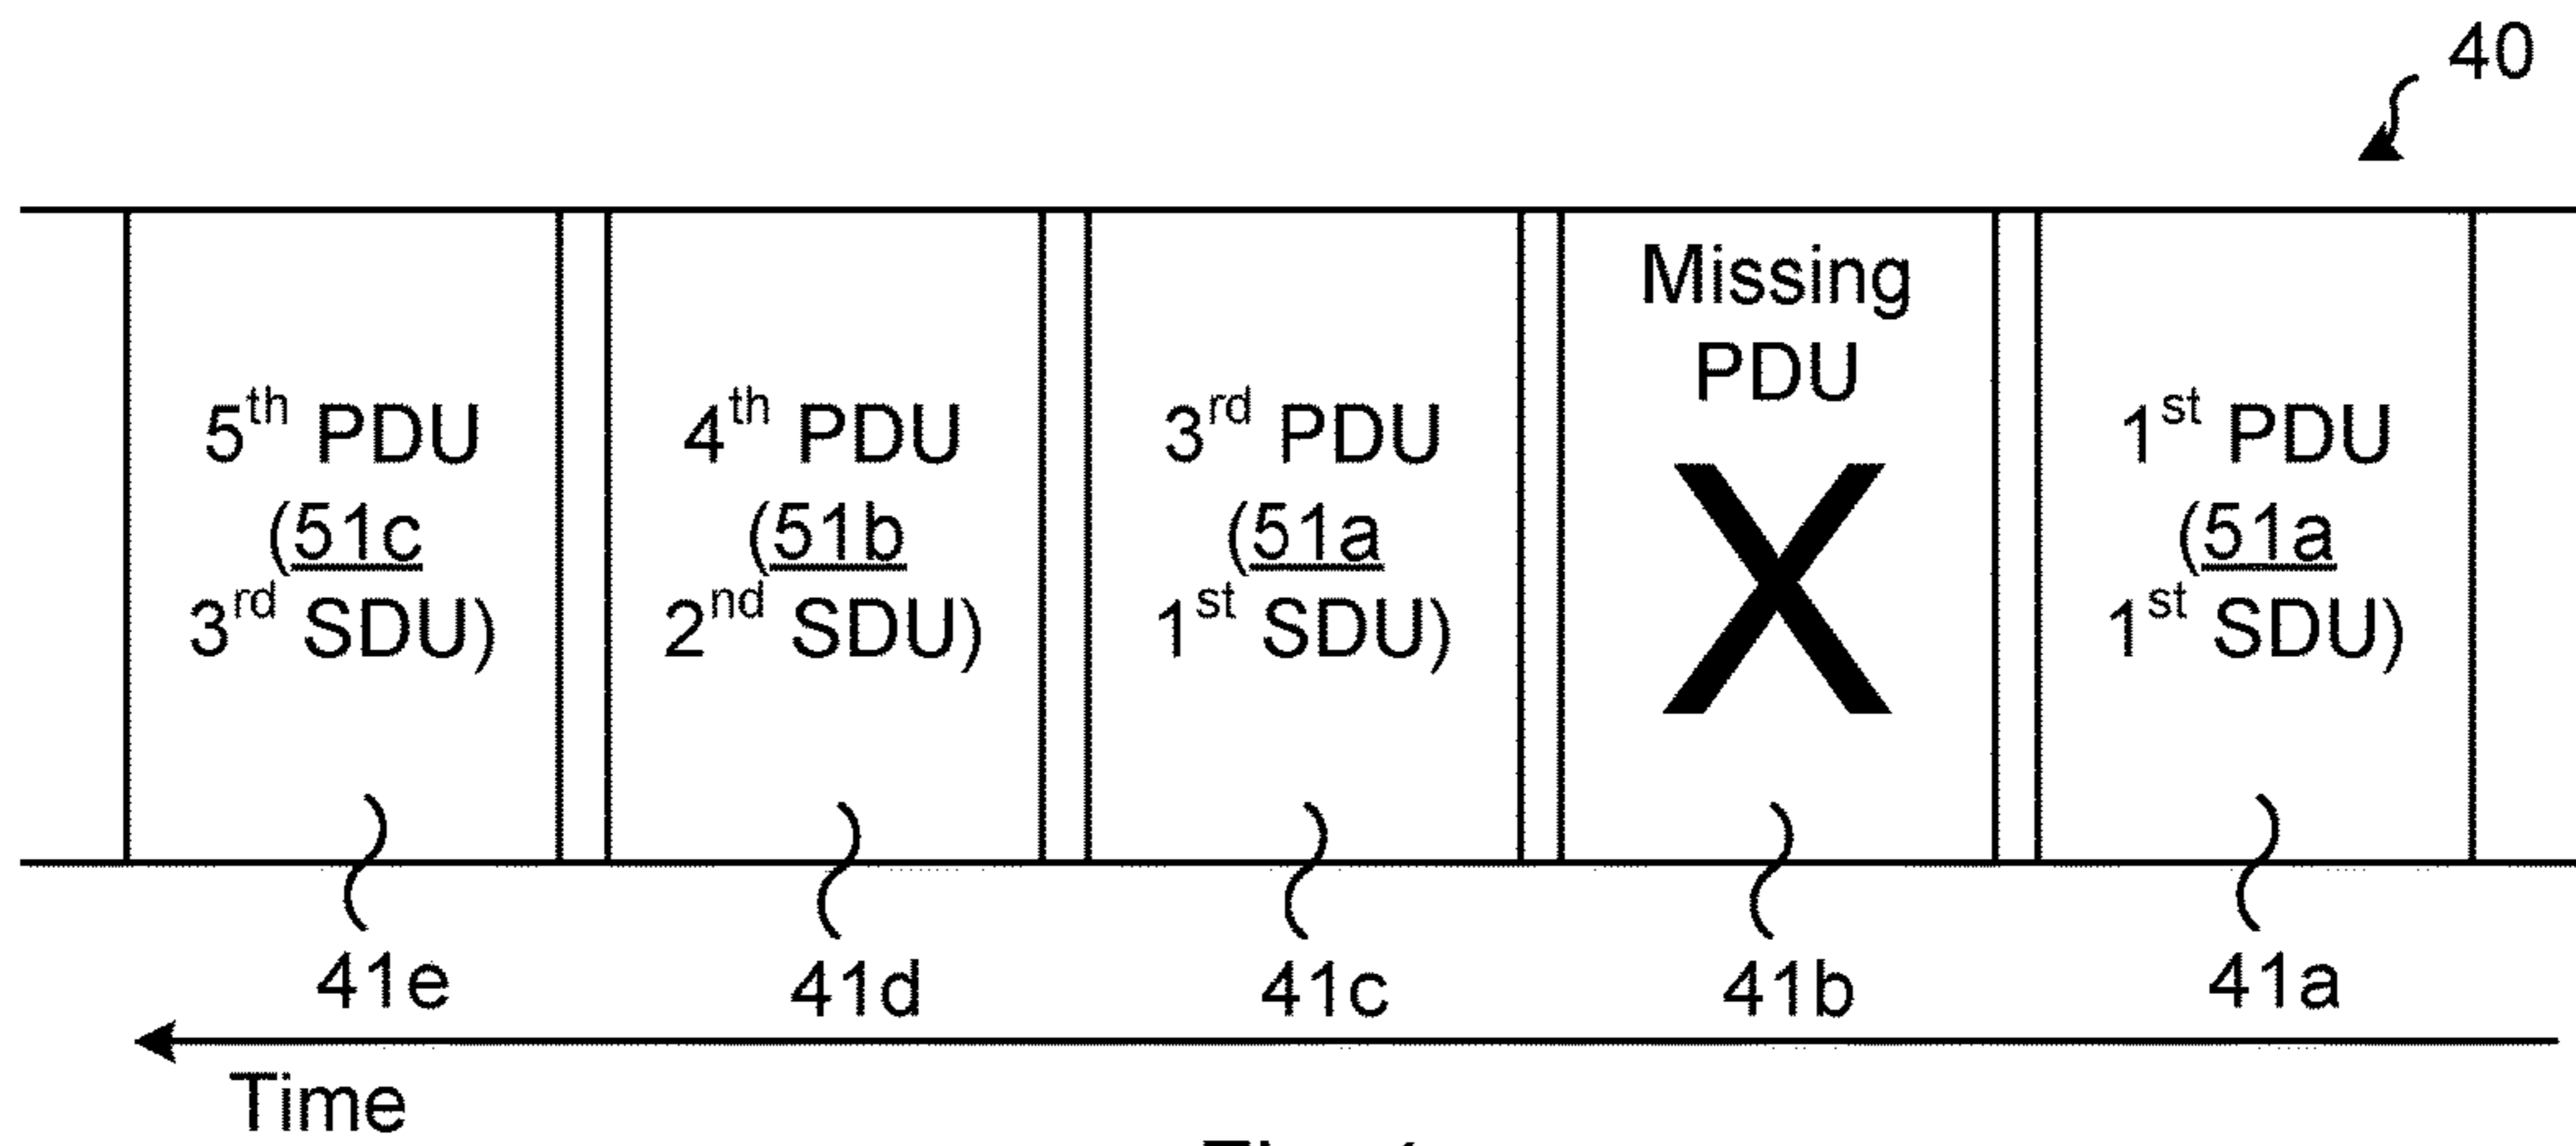 40
5th PDU
(51c
3rd SDU)
4th PDU
(51b
2nd SDU)
3rd PDU
(51a
1st SDU)
Missing
PDU
X
1st PDU
(51a
1st SDU)
41e
41d
41c
41b
41a
Time